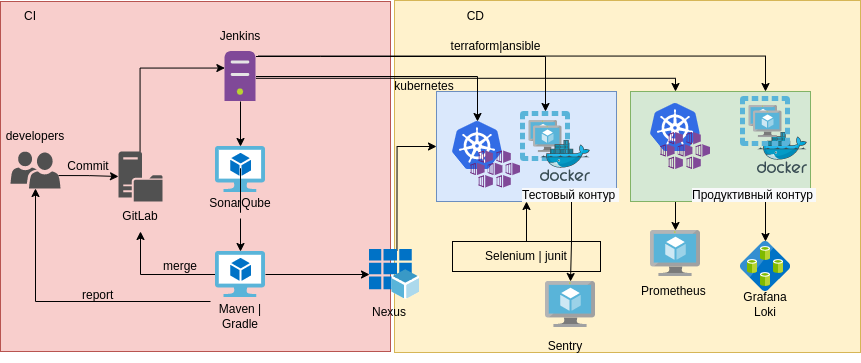 CI
CD
Jenkins
terraform|ansible
kubernetes
developers
Commit
GitLab
SonarQube
docker
docker
Тестовый контур
Продуктивный контур
Selenium | junit
merge
report
Maven |
Gradle
Nexus
Prometheus
Grafana
Loki
Sentry